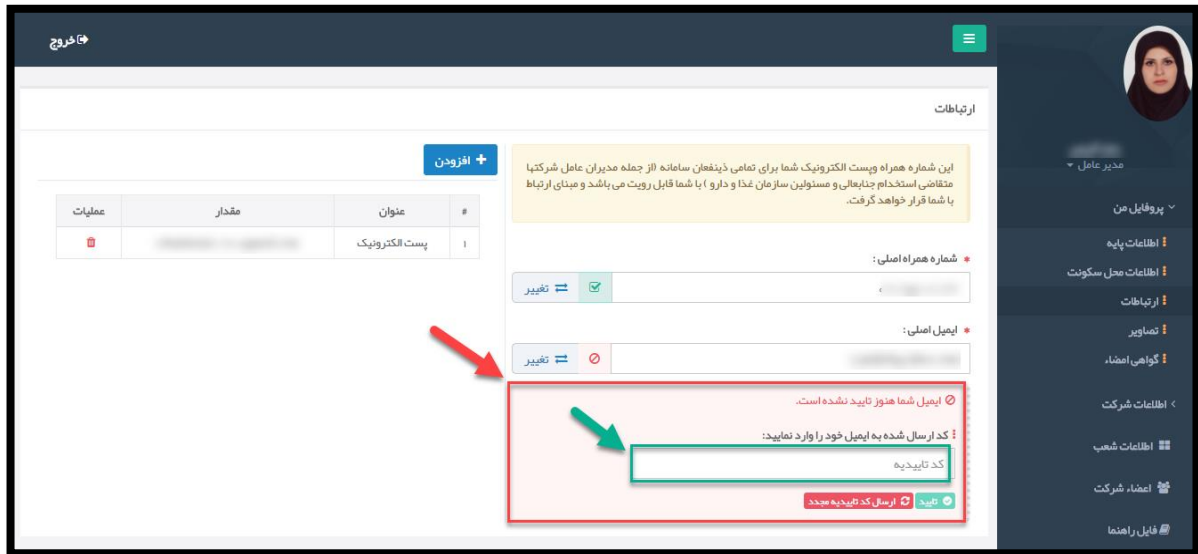 خروج
مدیر عامل
پروفایل من
اطلاعات پایه
اطلاعات محل سکونت
ارتباطات
تصاویر
گواهی امضاء
اطلاعات شرکت
اطلاعات شعب
اعضاء شرکت
فایل راهنما
ارتباطات
این شماره همراه وپست الکترونیک شما برای تمامی ذینفعان سامانه (از جمله مدیران عامل شرکتها
متقاضی استخدام جنابعالی و مسئولین سازمان غذا و دارو ) با شما قابل رویت می باشد و مبنای ارتباط
با شما قرار خواهد گرفت.
* شماره همراه اصلی :
تغییر
* ایمیل اصلی :
تغییر
ایمیل شما هنوز تایید نشده است.
کد ارسال شده به ایمیل خود را وارد نمایید:
کد تاییدیه
تایید ارسال کد تاییدیه مجدد
+ افزودن
# عنوان مقدار عملیات
1 پست الکترونیک